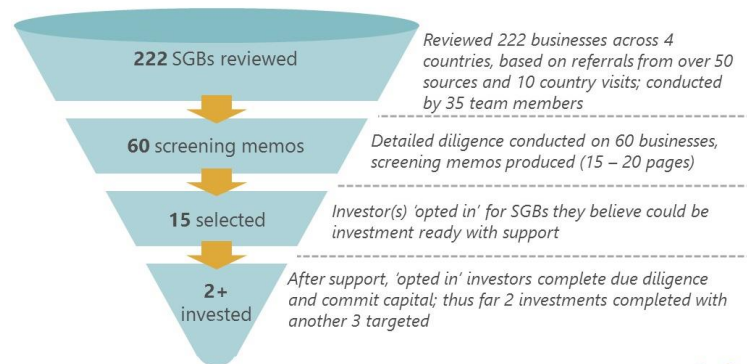 222 SGBs reviewed
Reviewed 222 businesses across 4
countries, based on referrals from over 50
sources and 10 country visits; conducted
by 35 team members
60 screening memos
Detailed diligence conducted on 60 businesses,
screening memos produced (15 – 20 pages)
15 selected
Investor(s) ‘opted in’ for SGBs they believe could be
investment ready with support
2+
invested
After support, ‘opted in’ investors complete due diligence
and commit capital; thus far 2 investments completed with
another 3 targeted